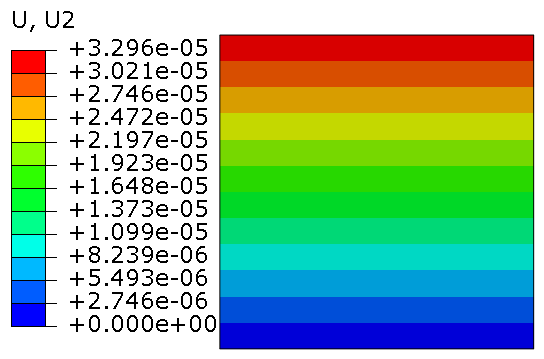 U, U2
+3.296e-05
+3.021e-05
+2.746e-05
+2.472e-05
+2.197e-05
+1.923e-05
+1.648e-05
+1.373e-05
+1.099e-05
+8.239e-06
+5.493e-06
+2.746e-06
+0.000e+00